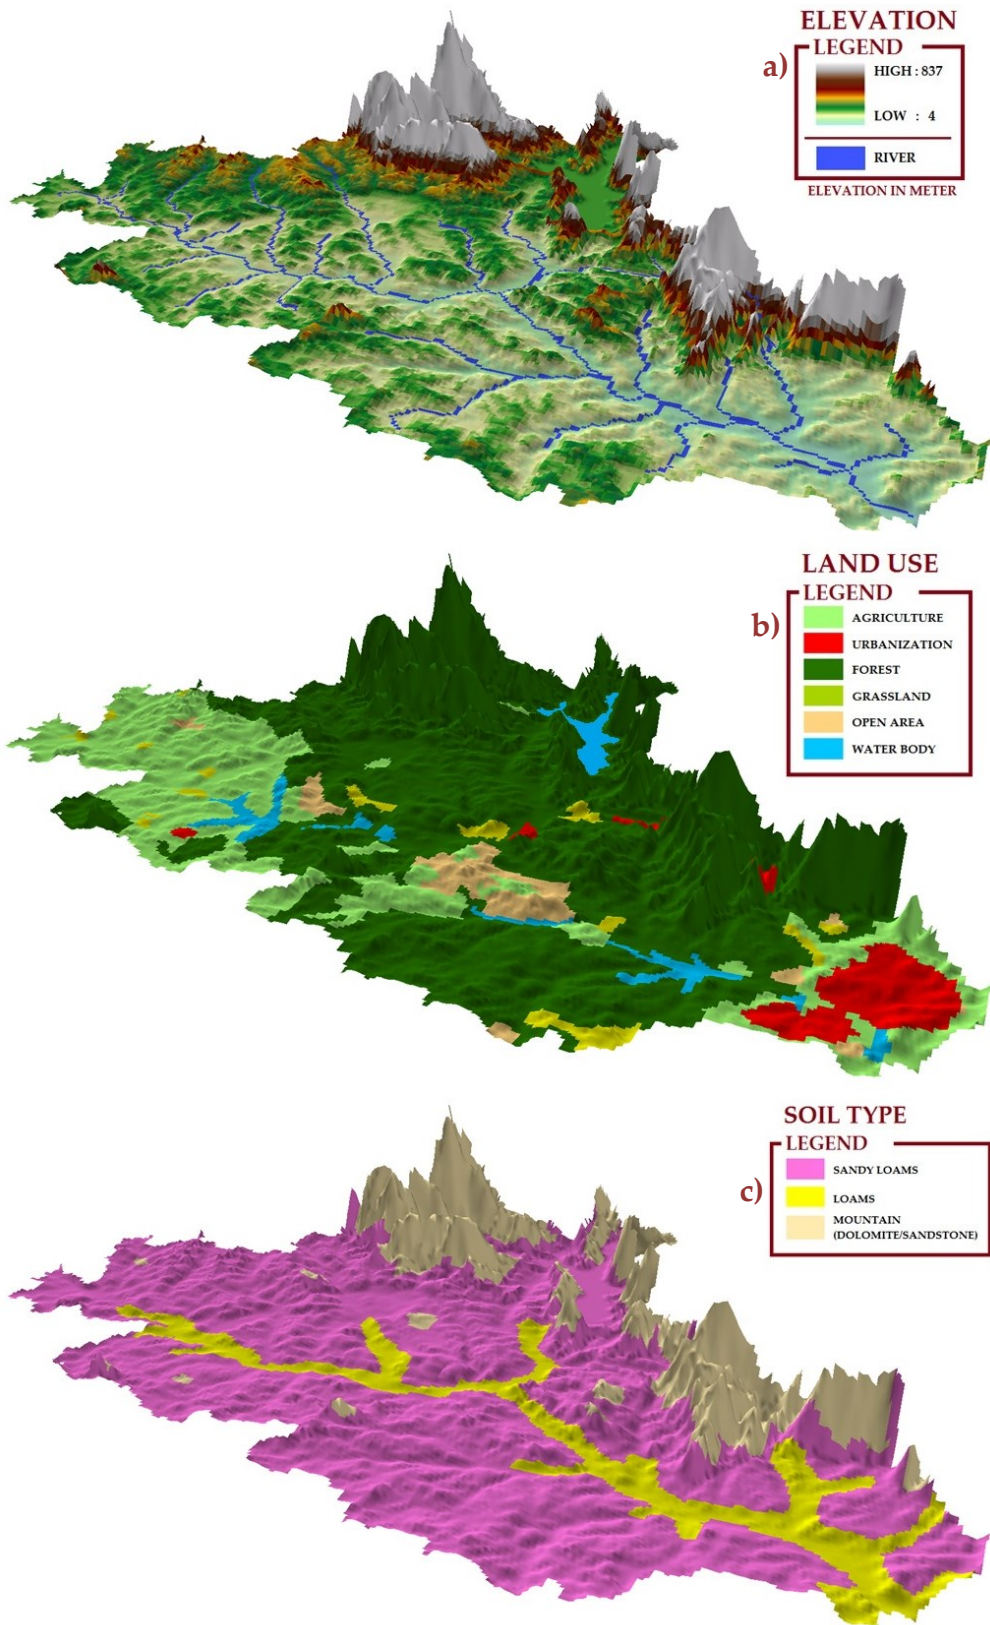 ELEVATION
LEGEND
a)
HIGH : 837
LOW : 4
RIVER
ELEVATION IN METER
LAND USE
LEGEND
b)
AGRICULTURE
URBANIZATION
FOREST
GRASSLAND
OPEN AREA
WATER BODY
SOIL TYPE
LEGEND
c)
SANDY LOAMS
LOAMS
MOUNTAIN
(DOLOMITE/SANDSTONE)